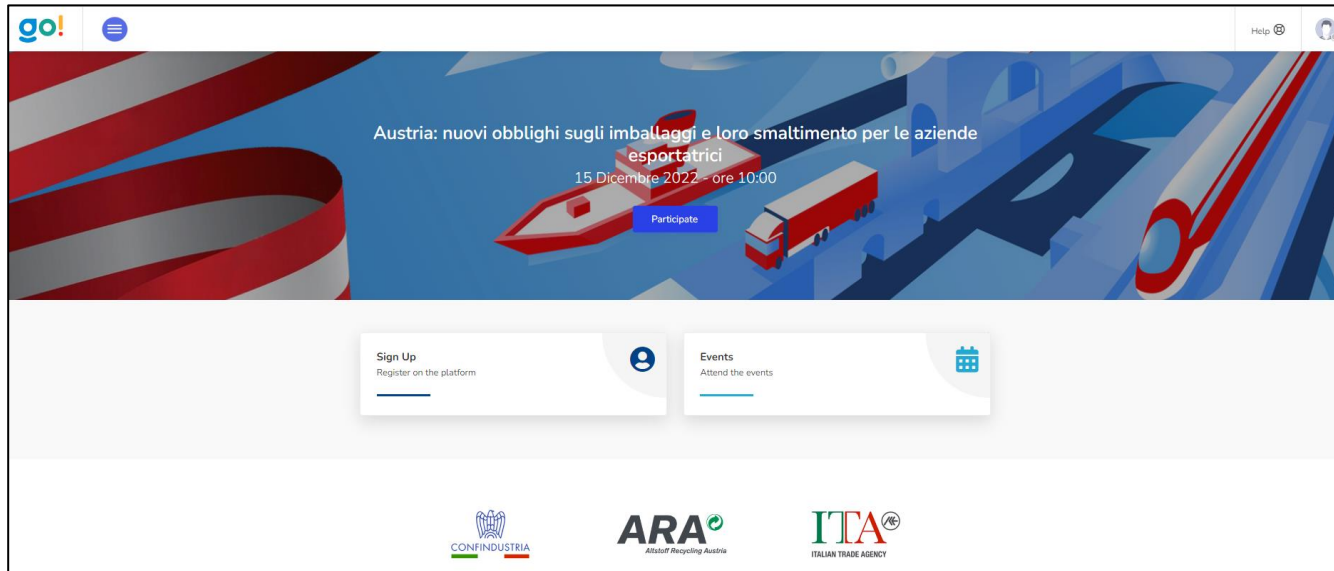 go!
Help
Austria: nuovi obblighi sugli imballaggi e loro smaltimento per le aziende
esportatrici
15 Dicembre 2022 - ore 10:00
Participate
Sign Up
Register on the platform
Events
Attend the events
CONFINDUSTRIA
ARA
Altstoff Recycling Austria
ITA
ITALIAN TRADE AGENCY